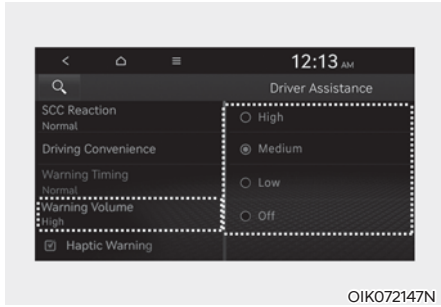 12:13 AM
Driver Assistance
SCC Reaction
Normal
Driving Convenience
Warning Timing
Normal
Warning Volume
High
Haptic Warning
High
Medium
Low
Off
OIK072147N